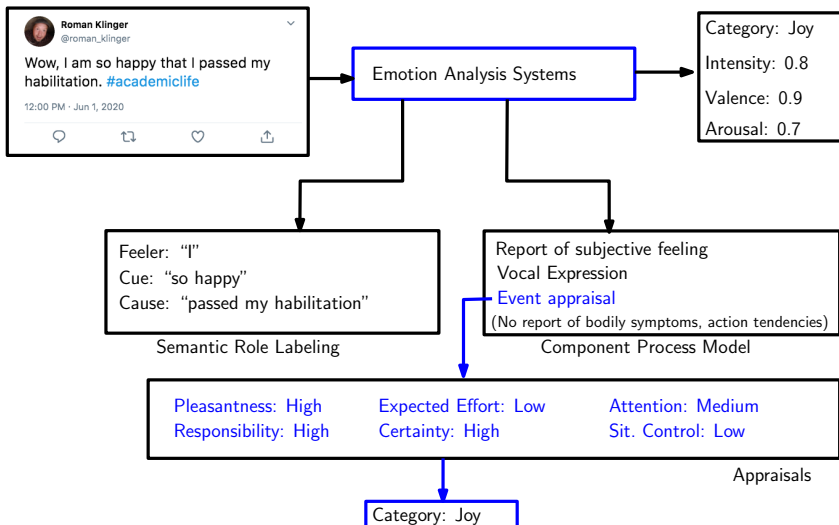 Roman Klinger
@roman_klinger
Wow, I am so happy that I passed my
habilitation. #academiclife
12:00 PM · Jun 1, 2020
Emotion Analysis Systems
Category: Joy
Intensity: 0.8
Valence: 0.9
Arousal: 0.7
Feeler: “I”
Cue: “so happy”
Cause: “passed my habilitation”
Semantic Role Labeling
Report of subjective feeling
Vocal Expression
Event appraisal
(No report of bodily symptoms, action tendencies)
Component Process Model
Pleasantness: High Expected Effort: Low Attention: Medium
Responsibility: High Certainty: High Sit. Control: Low
Appraisals
Category: Joy